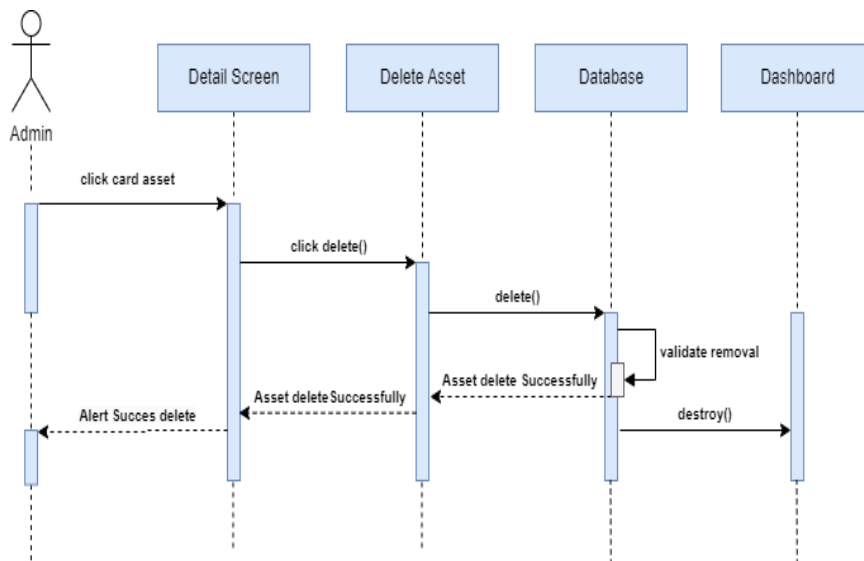 Detail Screen
Delete Asset
Database
Dashboard
Admin
click card asset
click delete()
delete()
validate removal
Asset delete Successfully
Asset delete Successfully
Alert Succes delete
destroy()